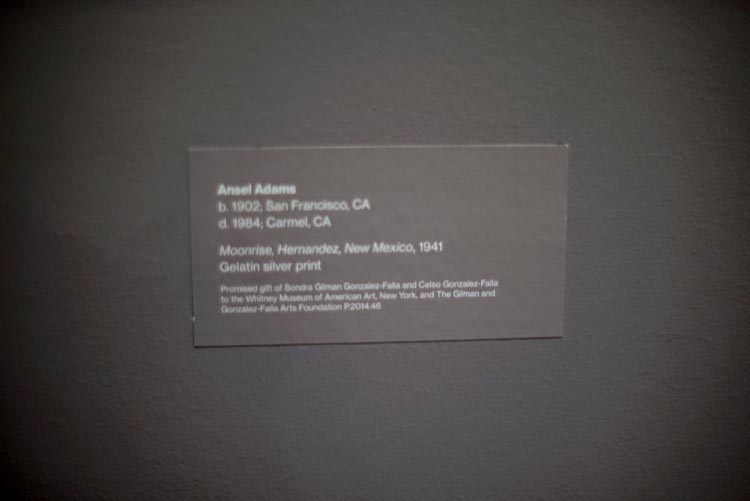 Ansel Adams
b. 1902; San Francisco, CA
d. 1984; Carmel, CA
Moonrise, Hernandez, New Mexico, 1941
Gelatin silver print
Promised gift of Sondra Gilman Gonzalez-Falla and Celso Gonzalez-Falla
to the Whitney Museum of American Art, New York, and The Gilman and
Gonzalez-Falla Arts Foundation P.2014.46